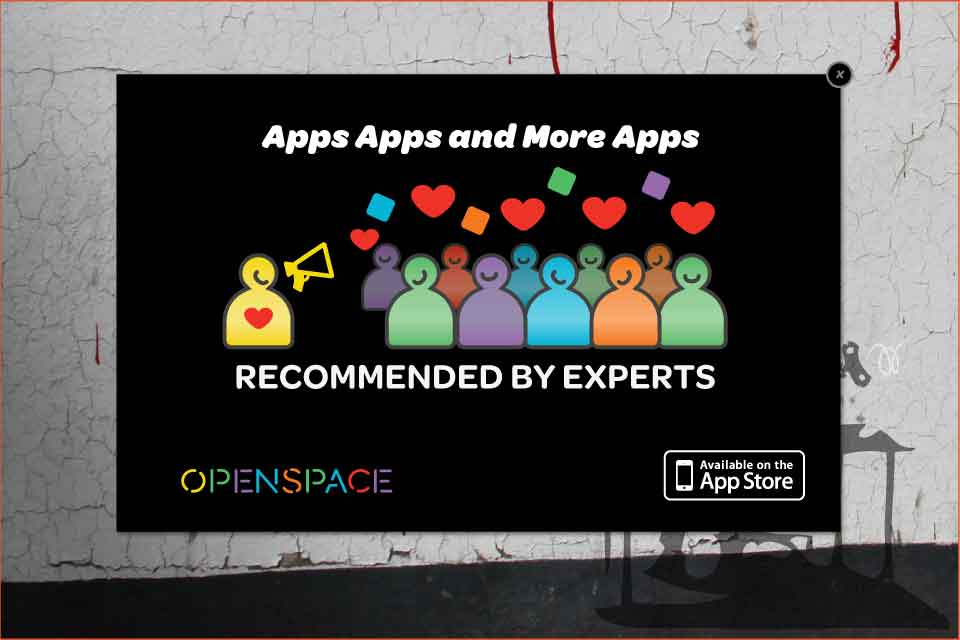 x
Apps Apps and More Apps
RECOMMENDED BY EXPERTS
OPENSPACE
Available on the
App Store